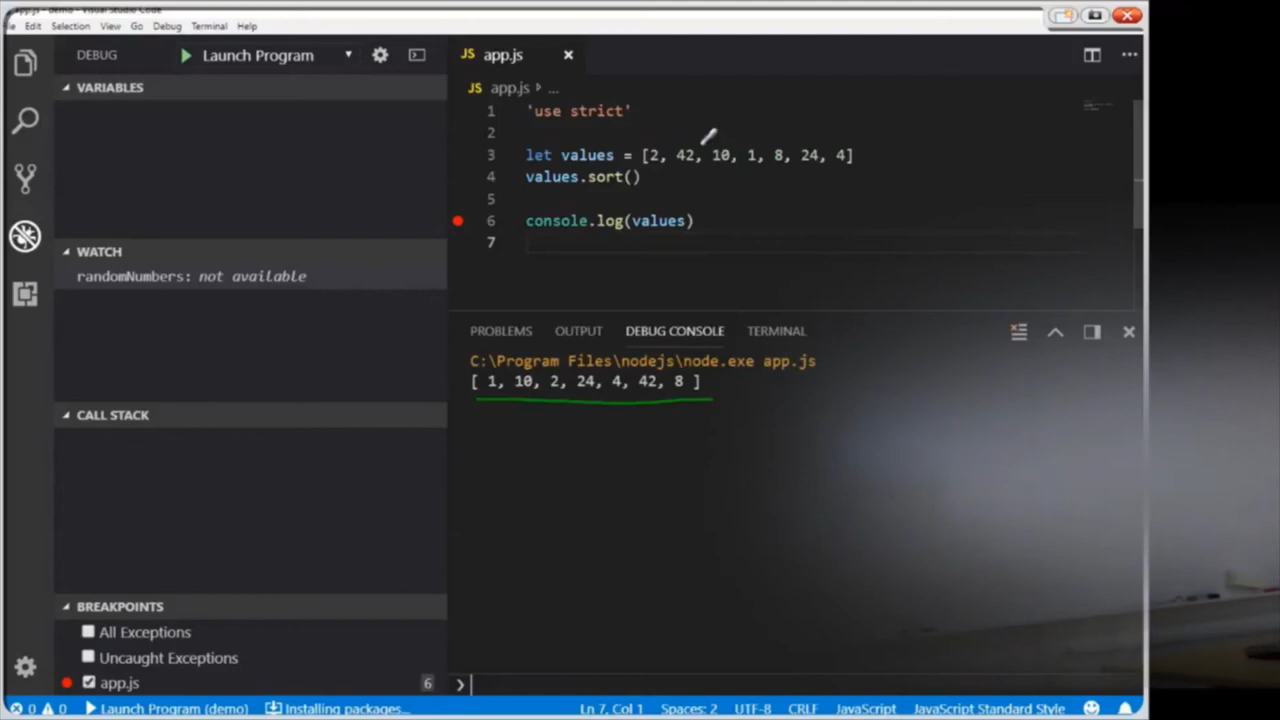 app.js - demo - Visual Studio Code
Edit Selection View Go Debug Terminal Help
DEBUG Launch Program
VARIABLES
WATCH
randomNumbers: not available
CALL STACK
BREAKPOINTS
All Exceptions
Uncaught Exceptions
app.js 6
JS app.js
JS app.js ...
1 'use strict'
2
3 let values = [2, 42, 10, 1, 8, 24, 4]
4 values.sort()
5
6 console.log(values)
7
PROBLEMS OUTPUT DEBUG CONSOLE TERMINAL
C:\Program Files\nodejs\node.exe app.js
[ 1, 10, 2, 24, 4, 42, 8 ]
0 0 Launch Program (demo) Installing packages... Ln 7, Col 1 Spaces: 2 UTF-8 CRLF JavaScript JavaScript Standard Style